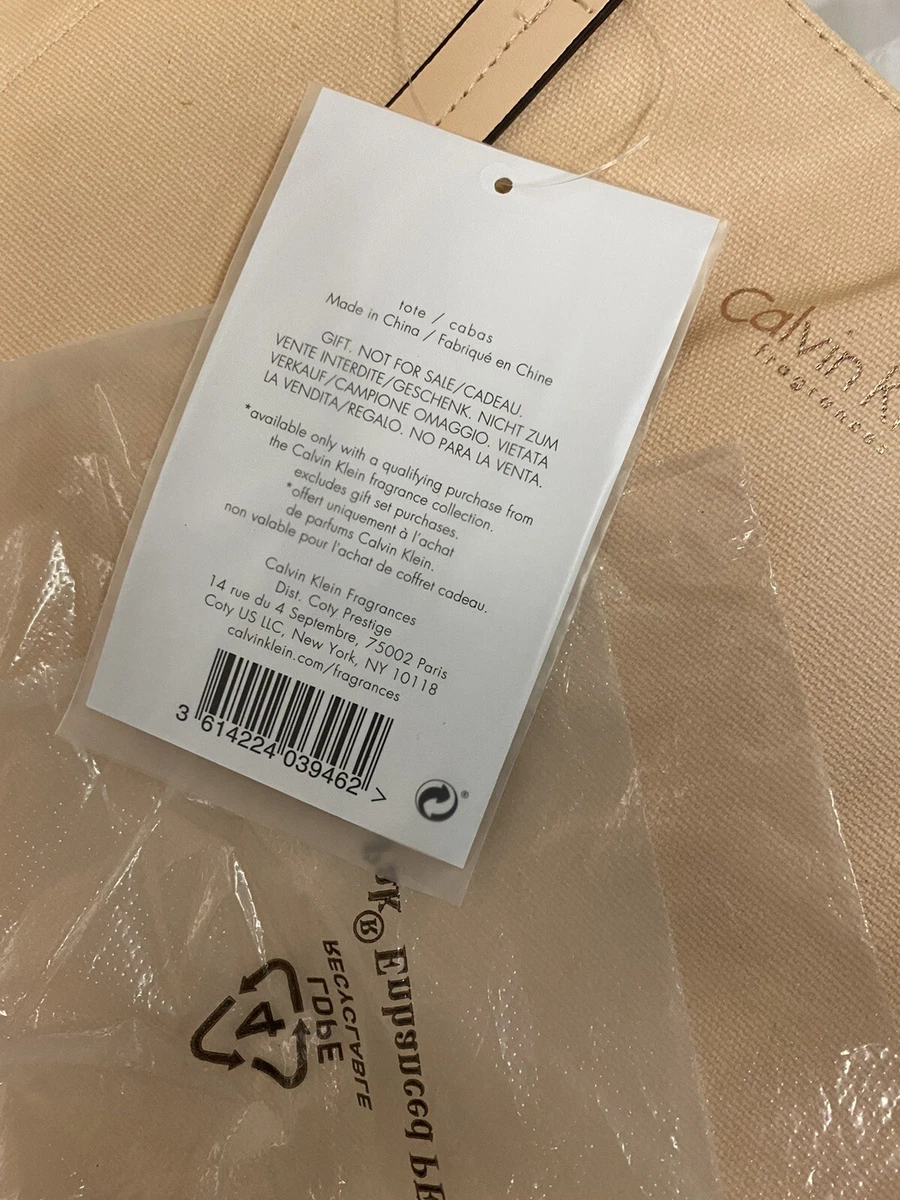 tote / cabas
Made in China / Fabriqué en Chine
GIFT. NOT FOR SALE/CADEAU.
VENTE INTERDITE/GESCHENK. NICHT ZUM
VERKAUF/CAMPIONE OMAGGIO. VIETATA
LA VENDITA/REGALO. NO PARA LA VENTA.
*available only with a qualifying purchase from
the Calvin Klein fragrance collection.
excludes gift set purchases.
*offert uniquement à l'achat
de parfums Calvin Klein.
non valable pour l'achat de coffret cadeau.
Calvin Klein Fragrances
Dist. Coty Prestige
14 rue du 4 Septembre, 75002 Paris
Coty US LLC, New York, NY 10118
calvinklein.com/fragrances
3 614224 039462 >
®
Calvin K
fragrances
® Enhanced
4
LDPE
RECYCLABLE